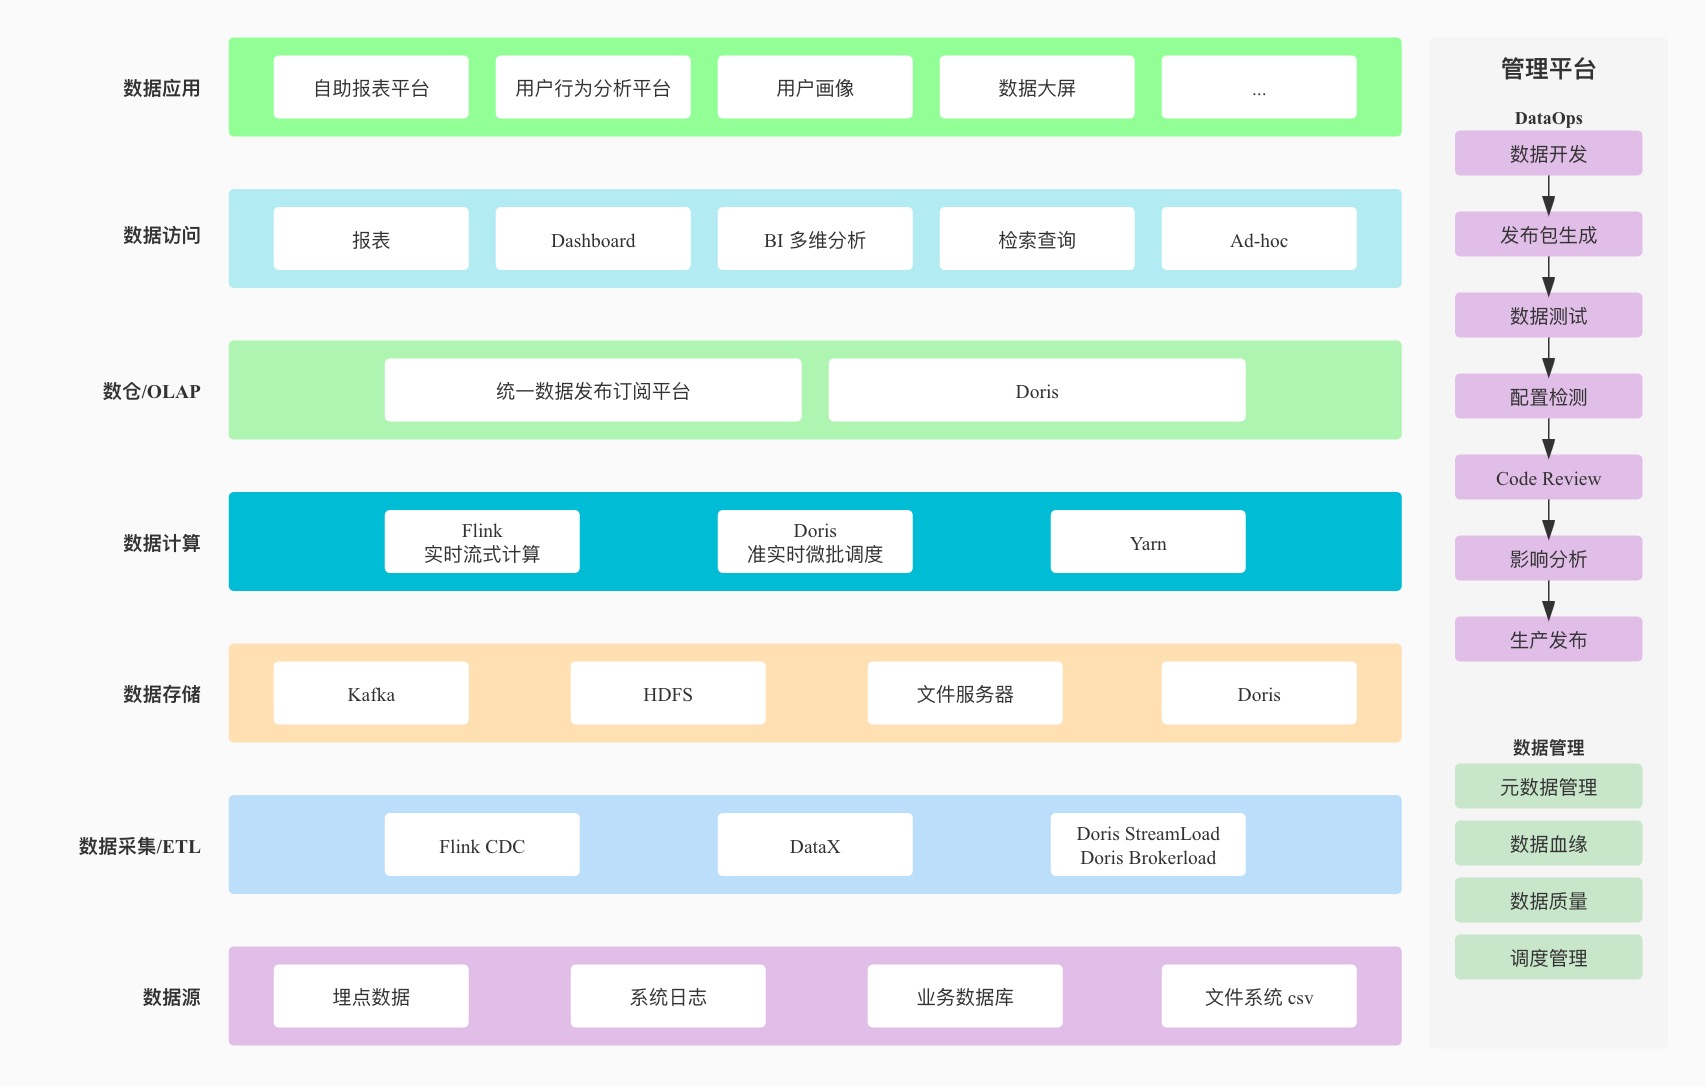 数据应用
自助报表平台
用户行为分析平台
用户画像
数据大屏
...
数据访问
报表
Dashboard
BI 多维分析
检索查询
Ad-hoc
数仓/OLAP
统一数据发布订阅平台
Doris
数据计算
Flink
实时流式计算
Doris
准实时微批调度
Yarn
数据存储
Kafka
HDFS
文件服务器
Doris
数据采集/ETL
Flink CDC
DataX
Doris StreamLoad
Doris Brokerload
数据源
埋点数据
系统日志
业务数据库
文件系统 csv
管理平台
DataOps
数据开发
发布包生成
数据测试
配置检测
Code Review
影响分析
生产发布
数据管理
元数据管理
数据血缘
数据质量
调度管理